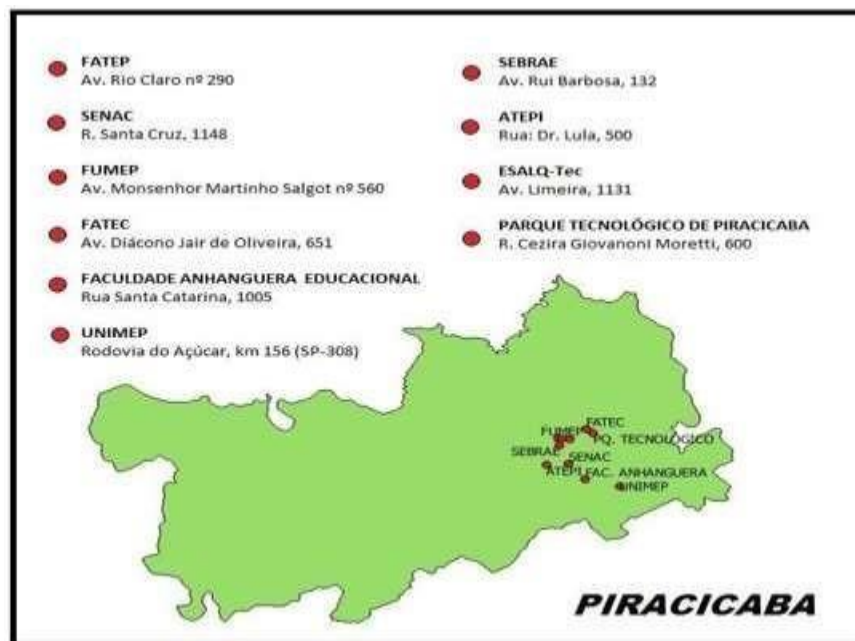 FATEP
Av. Rio Claro nº 290
SENAC
R. Santa Cruz, 1148
FUMEP
Av. Monsenhor Martinho Salgot nº 560
FATEC
Av. Diácono Jair de Oliveira, 651
FACULDADE ANHANGUERA EDUCACIONAL
Rua Santa Catarina, 1005
UNIMEP
Rodovia do Açúcar, km 156 (SP-308)
SEBRAE
Av. Rui Barbosa, 132
ATEPI
Rua: Dr. Lula, 500
ESALQ-Tec
Av. Limeira, 1131
PARQUE TECNOLÓGICO DE PIRACICABA
R. Cezira Giovanoni Moretti, 600
FATEC
FUMEP
PQ. TECNOLÓGICO
SEBRAE
SENAC
ATEPI
FAC. ANHANGUERA
UNIMEP
PIRACICABA